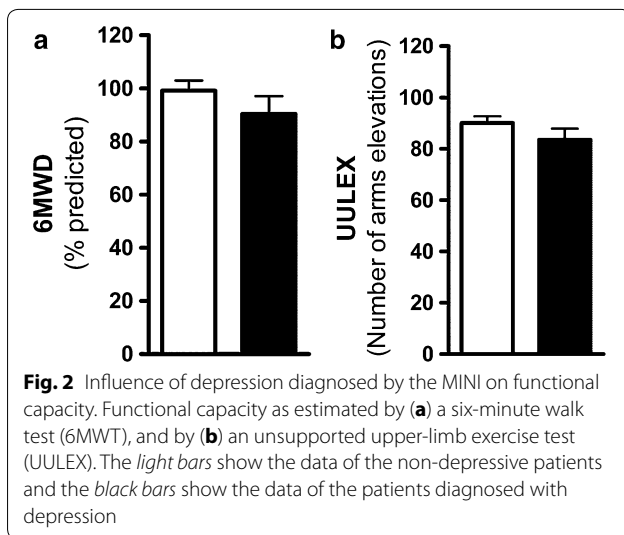 a
6MWD
(% predicted)
120
100
80
60
40
20
0
b
UULEX
(Number of arms elevations)
120
100
80
60
40
20
0
Fig. 2 Influence of depression diagnosed by the MINI on functional
capacity. Functional capacity as estimated by (a) a six-minute walk
test (6MWT), and by (b) an unsupported upper-limb exercise test
(UULEX). The light bars show the data of the non-depressive patients
and the black bars show the data of the patients diagnosed with
depression